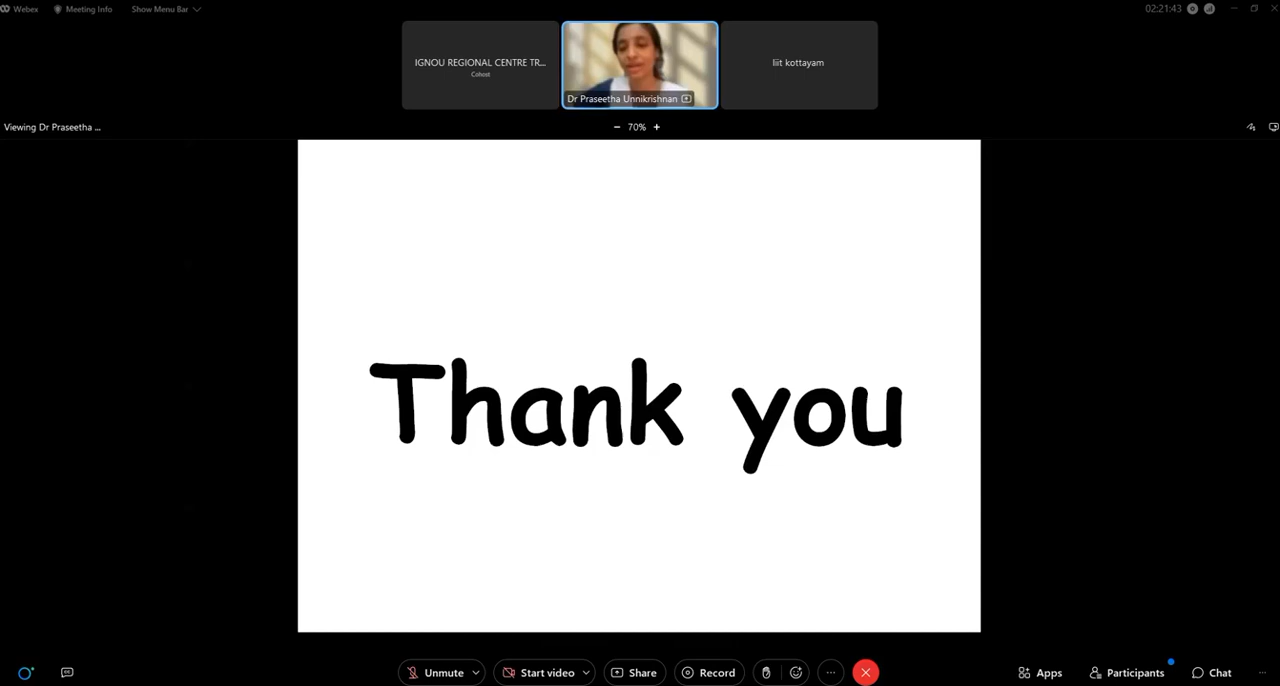 Webex Meeting Info Show Menu Bar 02:21:43
IGNOU REGIONAL CENTRE TR...
Cohost
Dr Praseetha Unnikrishnan
liit kottayam
Viewing Dr Praseetha ...
− 70% +
Thank you
Unmute Start video Share Record ... Apps Participants Chat ...